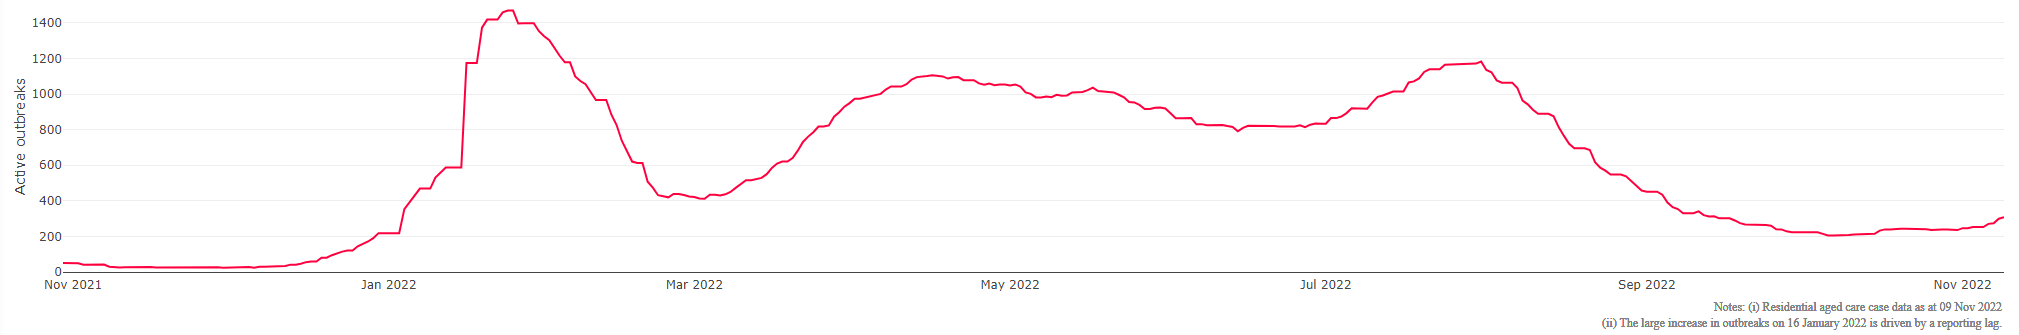 Active outbreaks
1400
1200
1000
800
600
400
200
0
Nov 2021 Jan 2022 Mar 2022 May 2022 Jul 2022 Sep 2022 Nov 2022
Notes: (i) Residential aged care case data as at 09 Nov 2022
(ii) The large increase in outbreaks on 16 January 2022 is driven by a reporting lag.